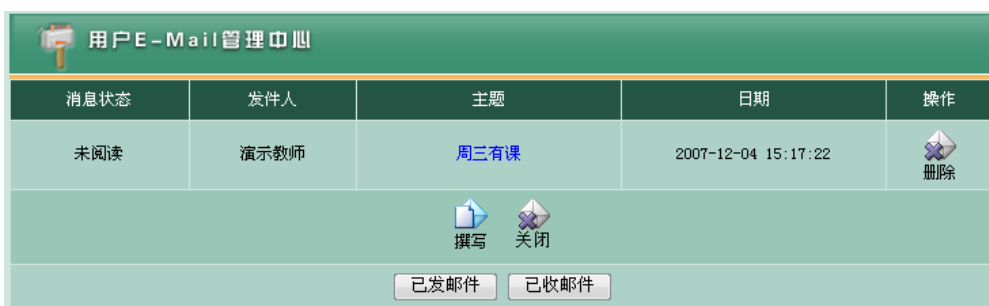 用户E-Mail管理中心
消息状态 发件人 主题 日期 操作
未阅读 演示教师 周三有课 2007-12-04 15:17:22 删除
撰写 关闭
已发邮件 已收邮件